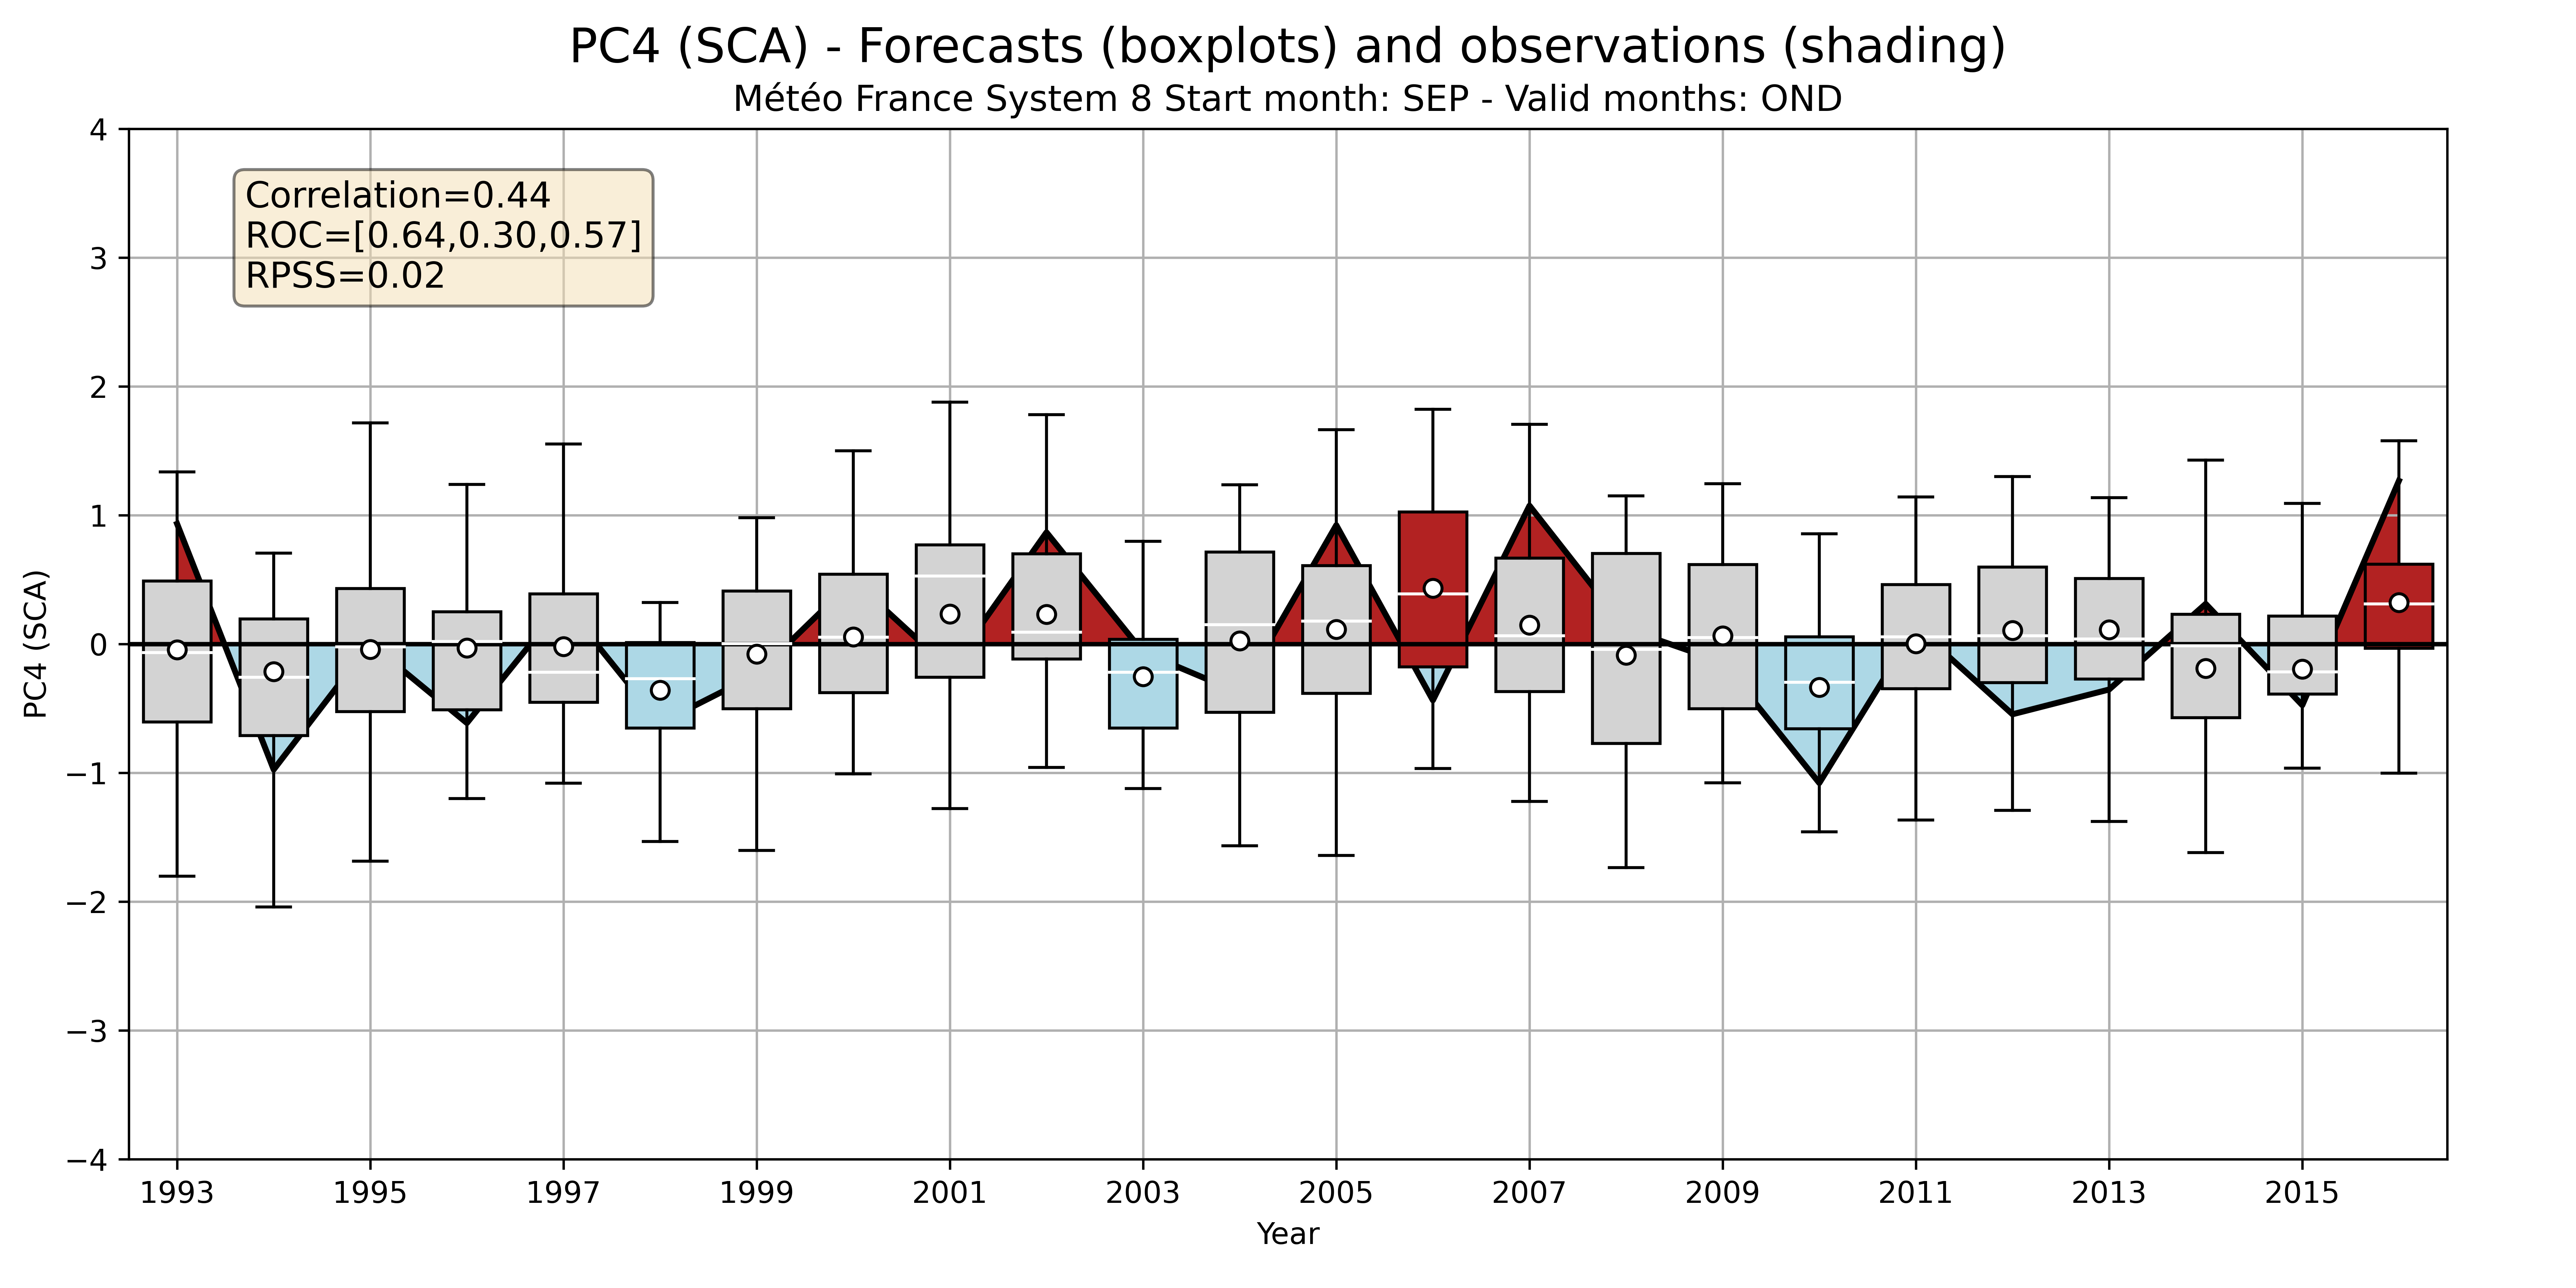 PC4 (SCA) - Forecasts (boxplots) and observations (shading)
Météo France System 8 Start month: SEP - Valid months: OND
Correlation=0.44
ROC=[0.64,0.30,0.57]
RPSS=0.02
PC4 (SCA)
4
3
2
1
0
−1
−2
−3
−4
1993 1995 1997 1999 2001 2003 2005 2007 2009 2011 2013 2015
Year